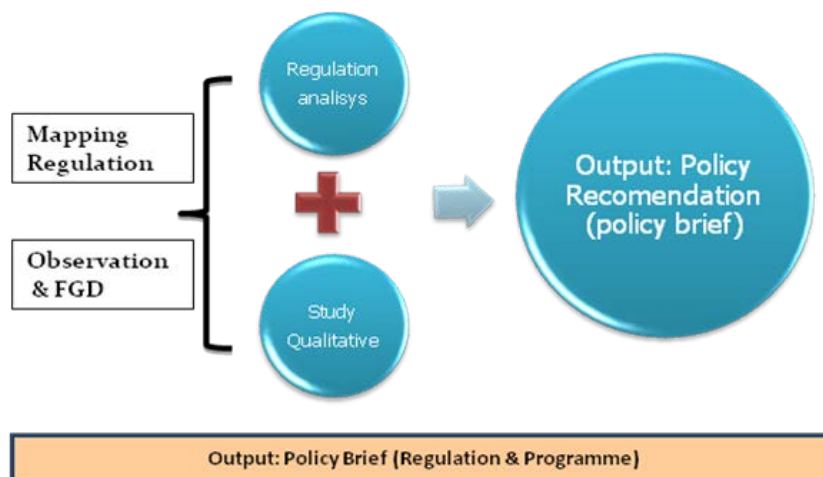 Mapping
Regulation
Observation
& FGD
Regulation
analisys
Study
Qualitative
Output: Policy
Recomendation
(policy brief)
Output: Policy Brief (Regulation & Programme)